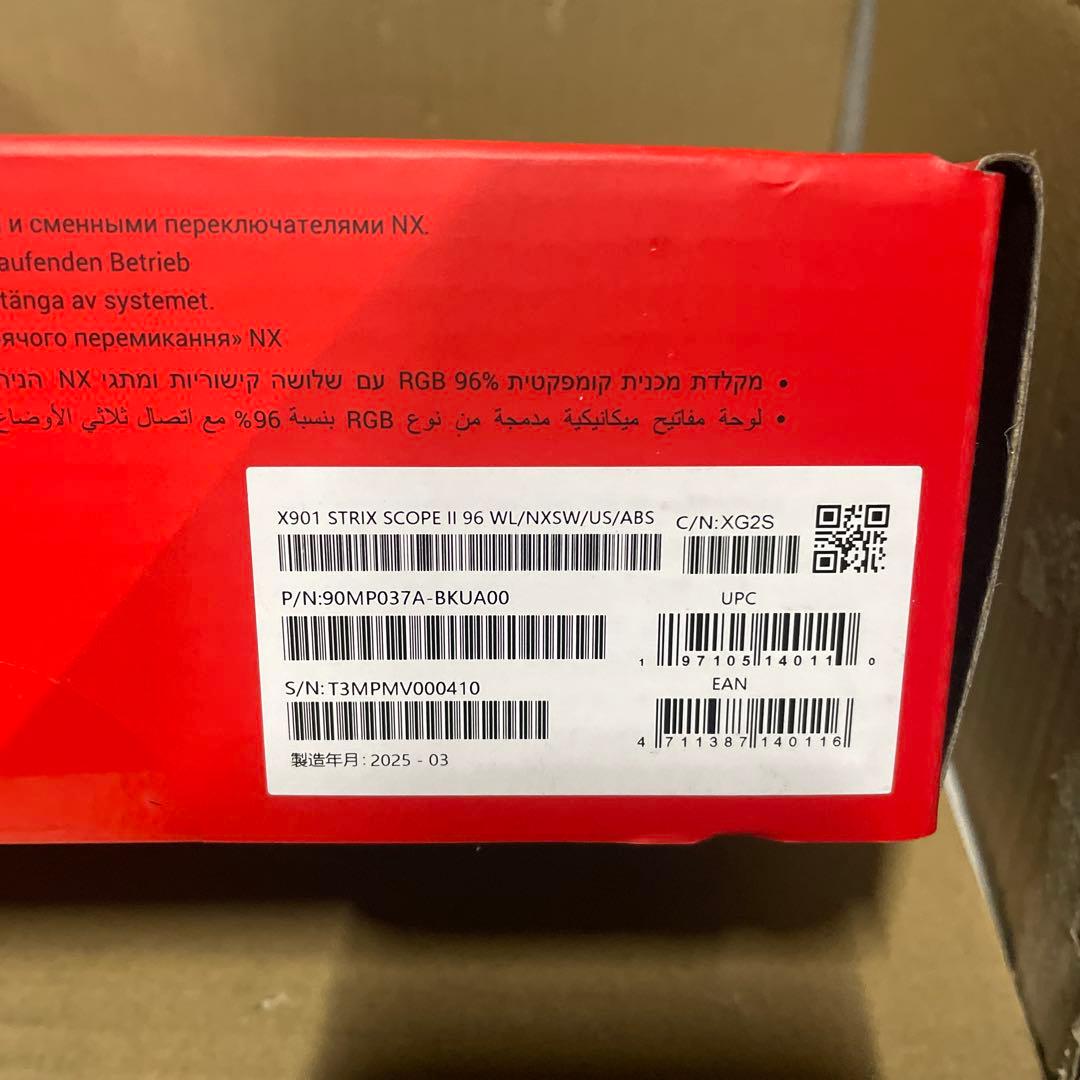 и сменными переключателями NX.
aufenden Betrieb
tänga av systemet.
ячого перемикання» NX
• מקלדת מכנית קומפקטית RGB 96% עם שלושה קישוריות ומתגי NX
• لوحة مفاتيح ميكانيكية مدمجة من نوع RGB بنسبة 96% مع اتصال ثلاثي الأوضاع
X901 STRIX SCOPE II 96 WL/NXSW/US/ABS
C/N:XG2S
P/N:90MP037A-BKUA00
UPC
1 97105 14011 0
S/N:T3MPMV000410
EAN
4 711387 140116
製造年月:2025 - 03